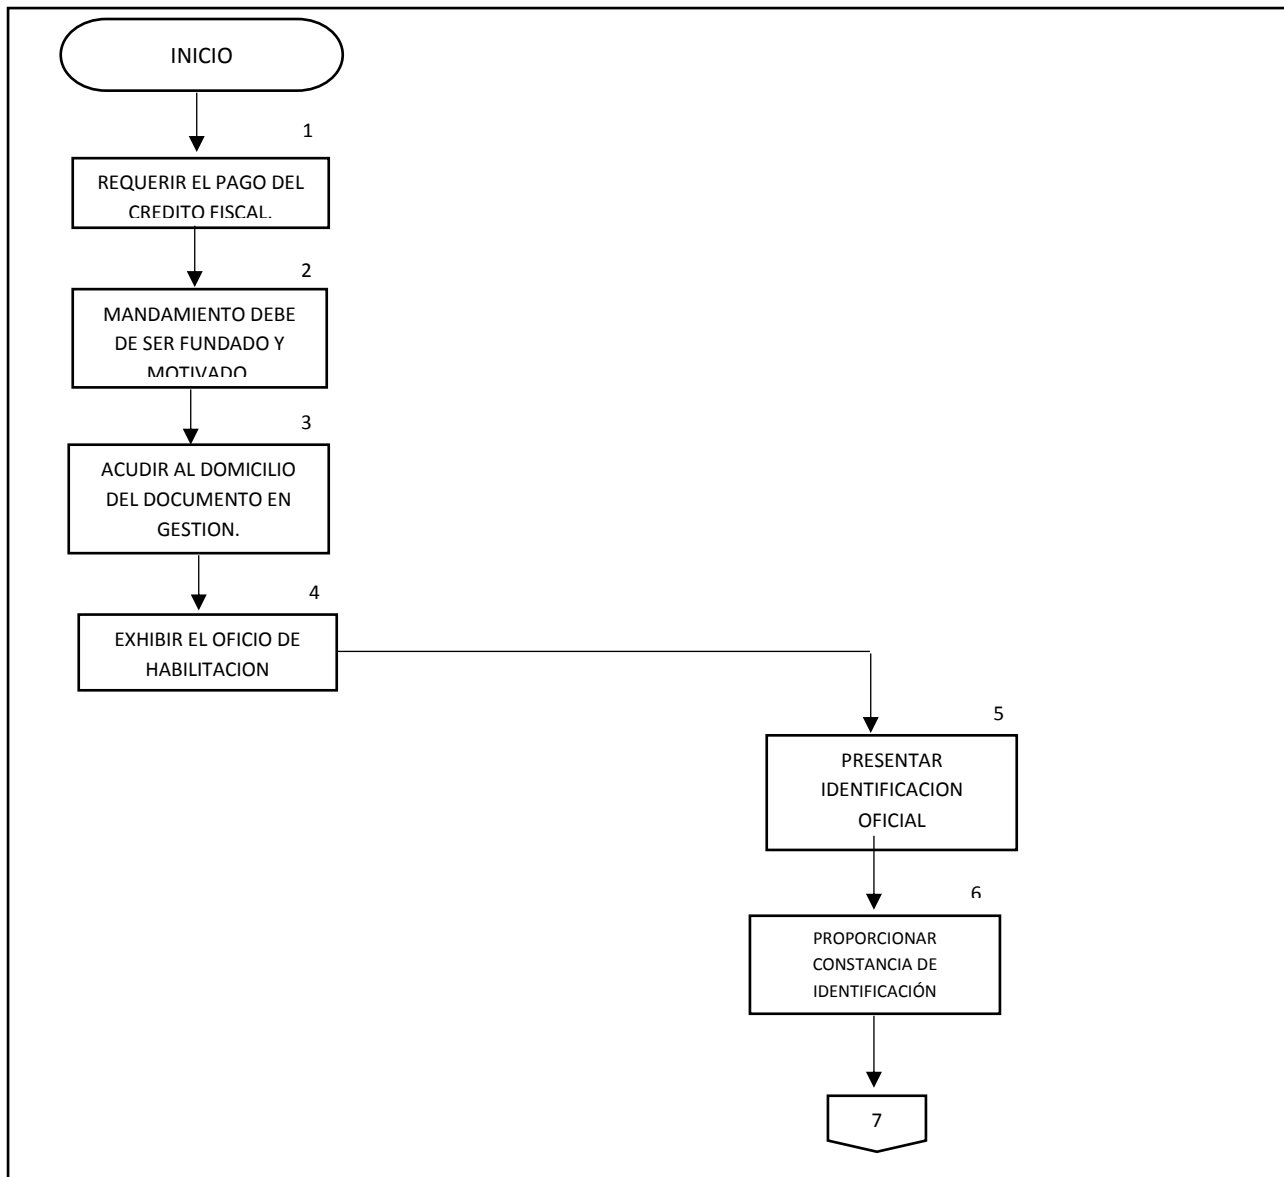 INICIO
1
REQUERIR EL PAGO DEL
CREDITO FISCAL.
2
MANDAMIENTO DEBE
DE SER FUNDADO Y
MOTIVADO
3
ACUDIR AL DOMICILIO
DEL DOCUMENTO EN
GESTION.
4
EXHIBIR EL OFICIO DE
HABILITACION
5
PRESENTAR
IDENTIFICACION
OFICIAL
6
PROPORCIONAR
CONSTANCIA DE
IDENTIFICACIÓN
7